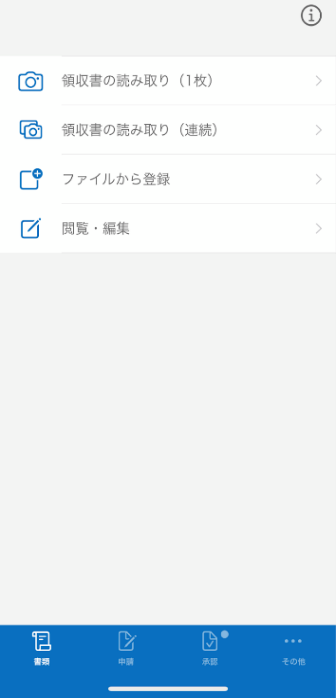 領収書の読み取り（1枚）
領収書の読み取り（連続）
ファイルから登録
閲覧・編集
書類
申請
承認
その他